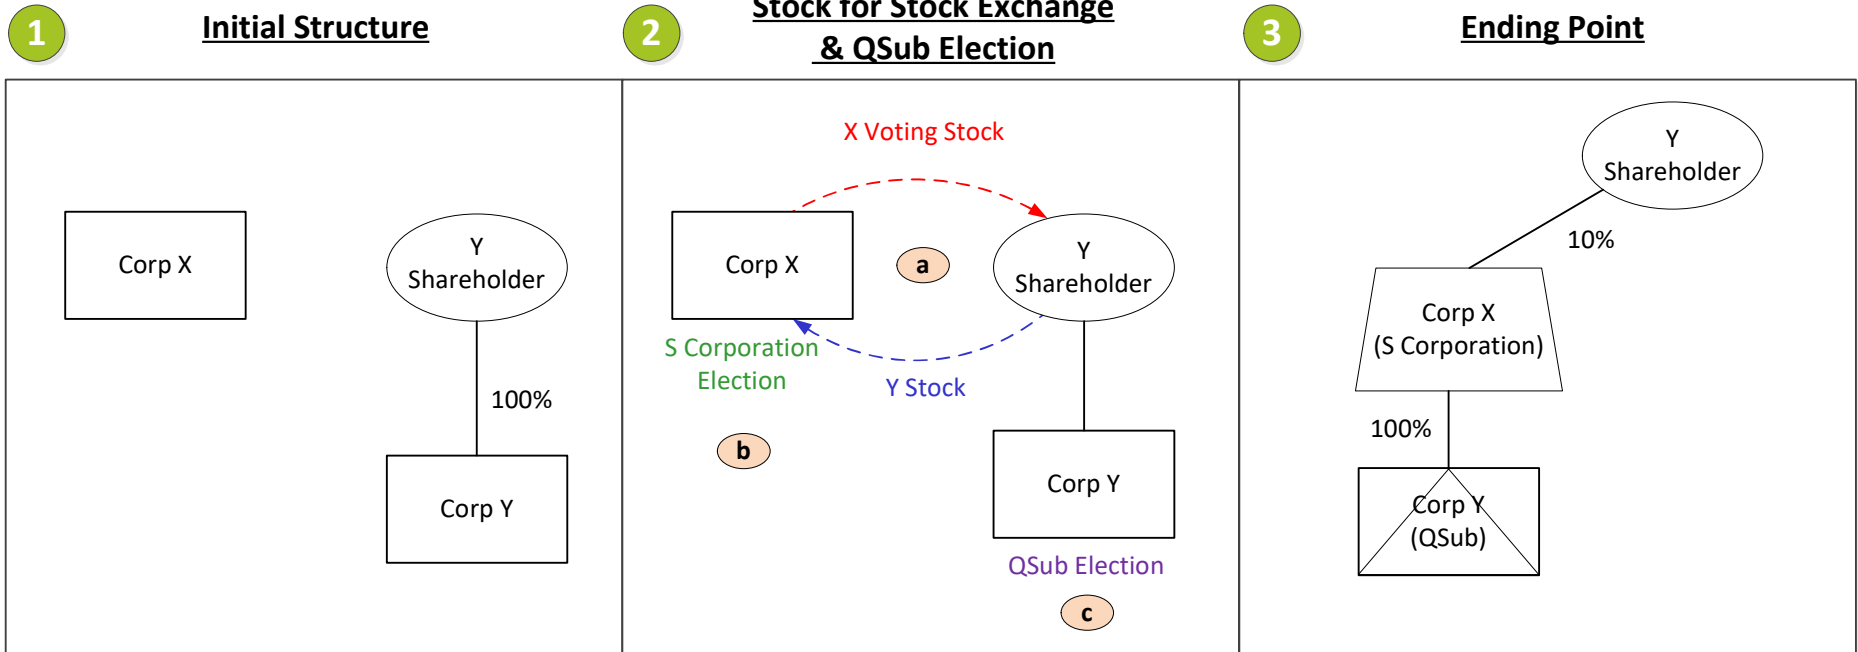 1
Initial Structure
2
Stock for Stock Exchange
& QSub Election
3
Ending Point
Corp X
Y
Shareholder
100%
Corp Y
X Voting Stock
Corp X
a
Y
Shareholder
S Corporation
Election
Y Stock
b
Corp Y
QSub Election
c
Y
Shareholder
10%
Corp X
(S Corporation)
100%
Corp Y
(QSub)